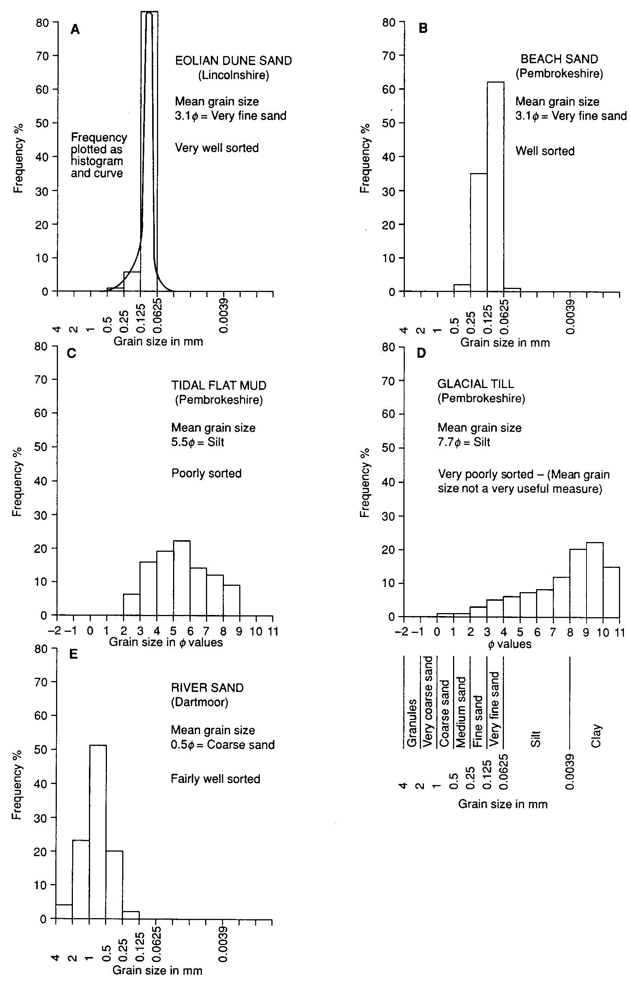 A
EOLIAN DUNE SAND
(Lincolnshire)
Mean grain size
3.1ϕ = Very fine sand
Very well sorted
Frequency
plotted as
histogram
and curve
Frequency %
80
70
60
50
40
30
20
10
0
4 2 1 0.5 0.25 0.125 0.0625 0.0039
Grain size in mm
B
BEACH SAND
(Pembrokeshire)
Mean grain size
3.1ϕ = Very fine sand
Well sorted
Frequency %
80
70
60
50
40
30
20
10
0
4 2 1 0.5 0.25 0.125 0.0625 0.0039
Grain size in mm
C
TIDAL FLAT MUD
(Pembrokeshire)
Mean grain size
5.5ϕ = Silt
Poorly sorted
Frequency %
80
70
60
50
40
30
20
10
0
–2 –1 0 1 2 3 4 5 6 7 8 9 10 11
Grain size in ϕ values
D
GLACIAL TILL
(Pembrokeshire)
Mean grain size
7.7ϕ = Silt
Very poorly sorted – (Mean grain
size not a very useful measure)
Frequency %
80
70
60
50
40
30
20
10
0
–2 –1 0 1 2 3 4 5 6 7 8 9 10 11
ϕ values
Granules
Very coarse sand
Coarse sand
Medium sand
Fine sand
Very fine sand
Silt
Clay
4 2 1 0.5 0.25 0.125 0.0625 0.0039
Grain size in mm
E
RIVER SAND
(Dartmoor)
Mean grain size
0.5ϕ = Coarse sand
Fairly well sorted
Frequency %
80
70
60
50
40
30
20
10
0
4 2 1 0.5 0.25 0.125 0.0625 0.0039
Grain size in mm